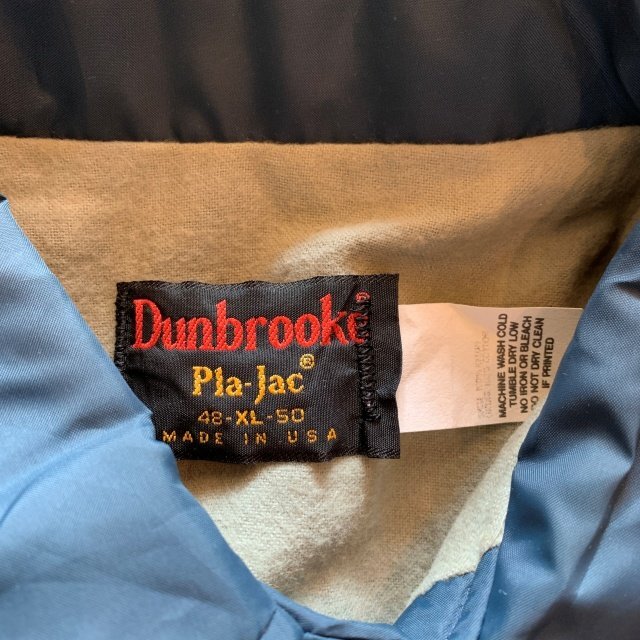 Dunbrooke®
Pla-Jac®
48-XL-50
MADE IN USA
MACHINE WASH COLD
TUMBLE DRY LOW
NO IRON OR BLEACH
DO NOT DRY CLEAN
IF PRINTED